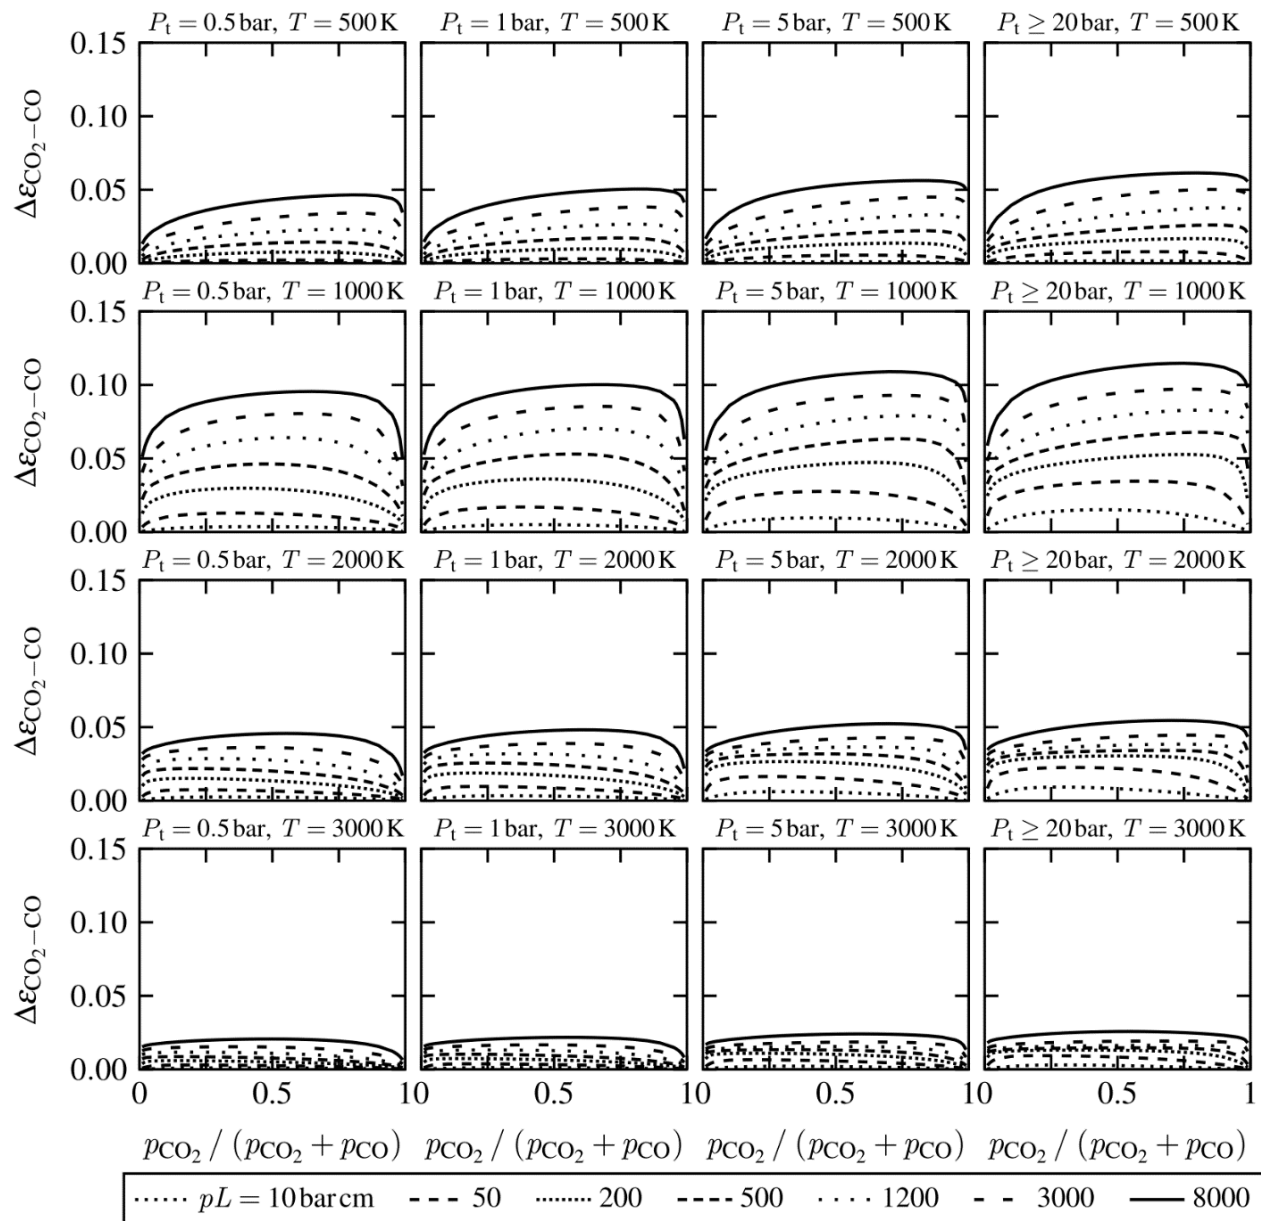 P_t = 0.5 bar, T = 500 K P_t = 1 bar, T = 500 K P_t = 5 bar, T = 500 K P_t ≥ 20 bar, T = 500 K
0.15
0.10
0.05
0.00
Δε_CO₂−CO
P_t = 0.5 bar, T = 1000 K P_t = 1 bar, T = 1000 K P_t = 5 bar, T = 1000 K P_t ≥ 20 bar, T = 1000 K
0.15
0.10
0.05
0.00
Δε_CO₂−CO
P_t = 0.5 bar, T = 2000 K P_t = 1 bar, T = 2000 K P_t = 5 bar, T = 2000 K P_t ≥ 20 bar, T = 2000 K
0.15
0.10
0.05
0.00
Δε_CO₂−CO
P_t = 0.5 bar, T = 3000 K P_t = 1 bar, T = 3000 K P_t = 5 bar, T = 3000 K P_t ≥ 20 bar, T = 3000 K
0.15
0.10
0.05
0.00
Δε_CO₂−CO
0 0.5 10 0.5 10 0.5 10 0.5 1
p_CO₂ / (p_CO₂ + p_CO) p_CO₂ / (p_CO₂ + p_CO) p_CO₂ / (p_CO₂ + p_CO) p_CO₂ / (p_CO₂ + p_CO)
pL = 10 bar cm 50 200 500 1200 3000 8000